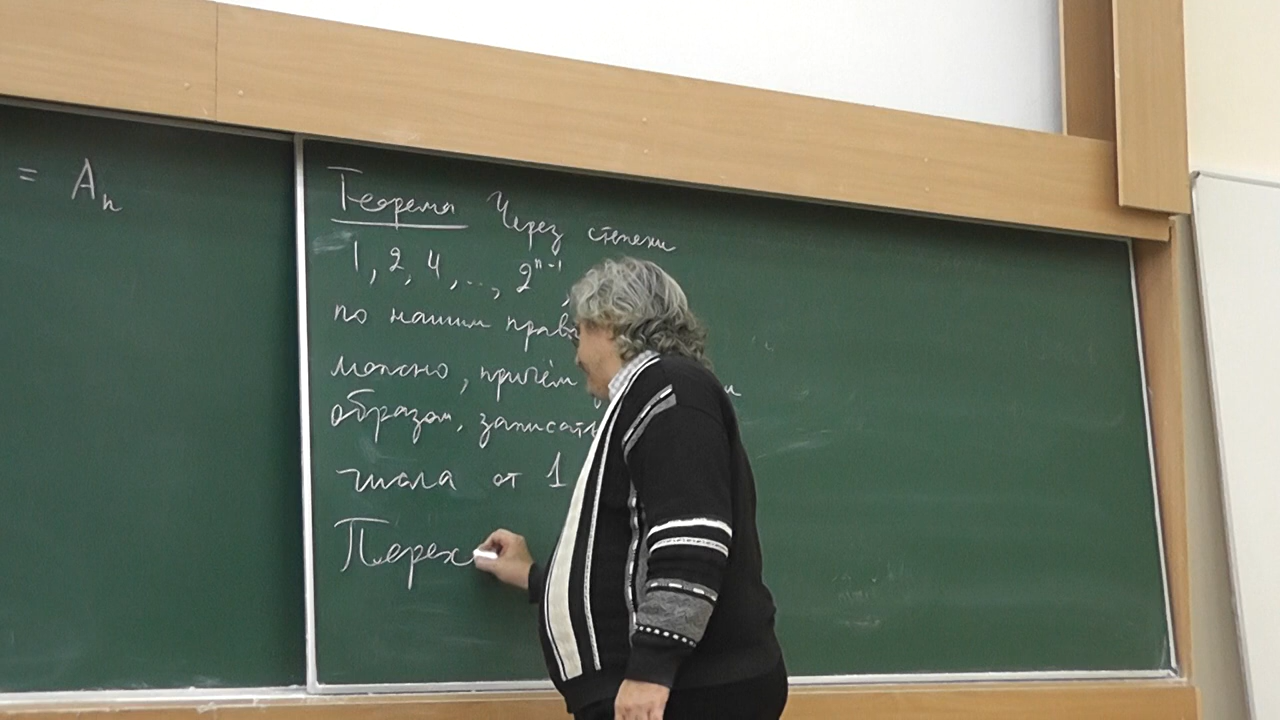 = Aₙ
Теорема Через степени
1, 2, 4, ..., 2ⁿ⁻¹,
по нашим прав
можно, причём
образом, записать
числа от 1
Перех